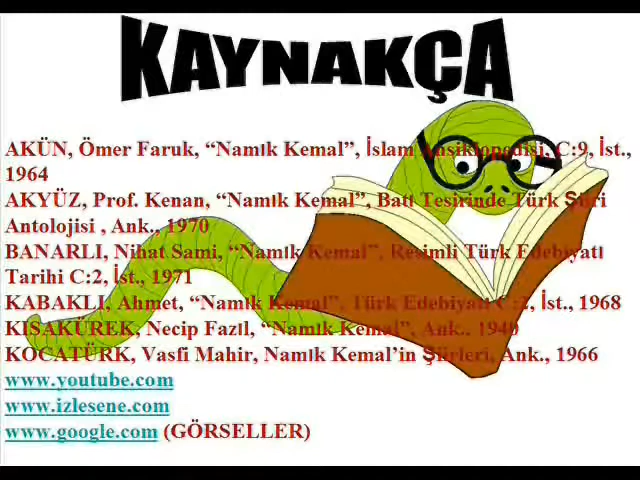 KAYNAKÇA
AKÜN, Ömer Faruk, “Namık Kemal”, İslam Ansiklopedisi, C:9, İst.,
1964
AKYÜZ, Prof. Kenan, “Namık Kemal”, Batı Tesirinde Türk Şiiri
Antolojisi , Ank., 1970
BANARLI, Nihat Sami, “Namık Kemal”, Resimli Türk Edebiyatı
Tarihi C:2, İst., 1971
KABAKLI, Ahmet, “Namık Kemal”, Türk Edebiyatı C:2, İst., 1968
KISAKÜREK, Necip Fazıl, “Namık Kemal”, Ank., 1940
KOCATÜRK, Vasfi Mahir, Namık Kemal’in Şiirleri, Ank., 1966
www.youtube.com
www.izlesene.com
www.google.com (GÖRSELLER)